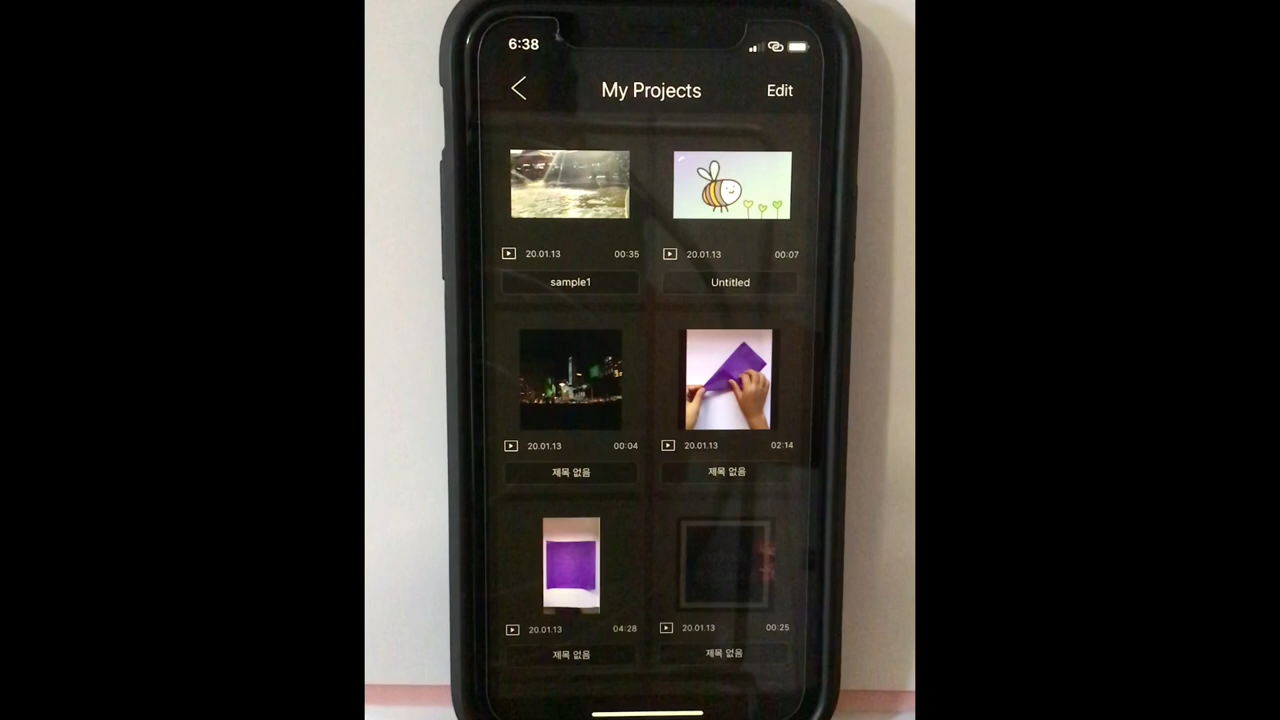 6:38
My Projects
Edit
20.01.13
00:35
20.01.13
00:07
sample1
Untitled
20.01.13
00:04
20.01.13
02:14
제목 없음
제목 없음
20.01.13
04:28
20.01.13
00:25
제목 없음
제목 없음